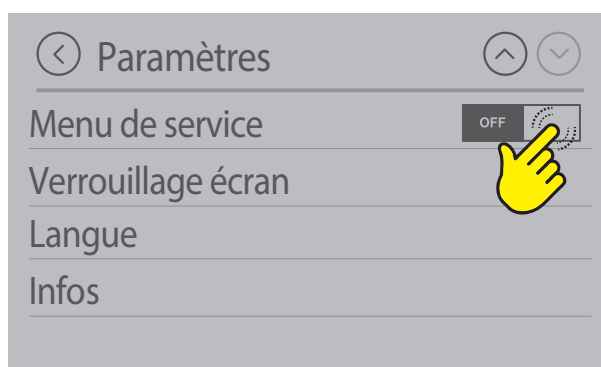 Paramètres
Menu de service OFF
Verrouillage écran
Langue
Infos